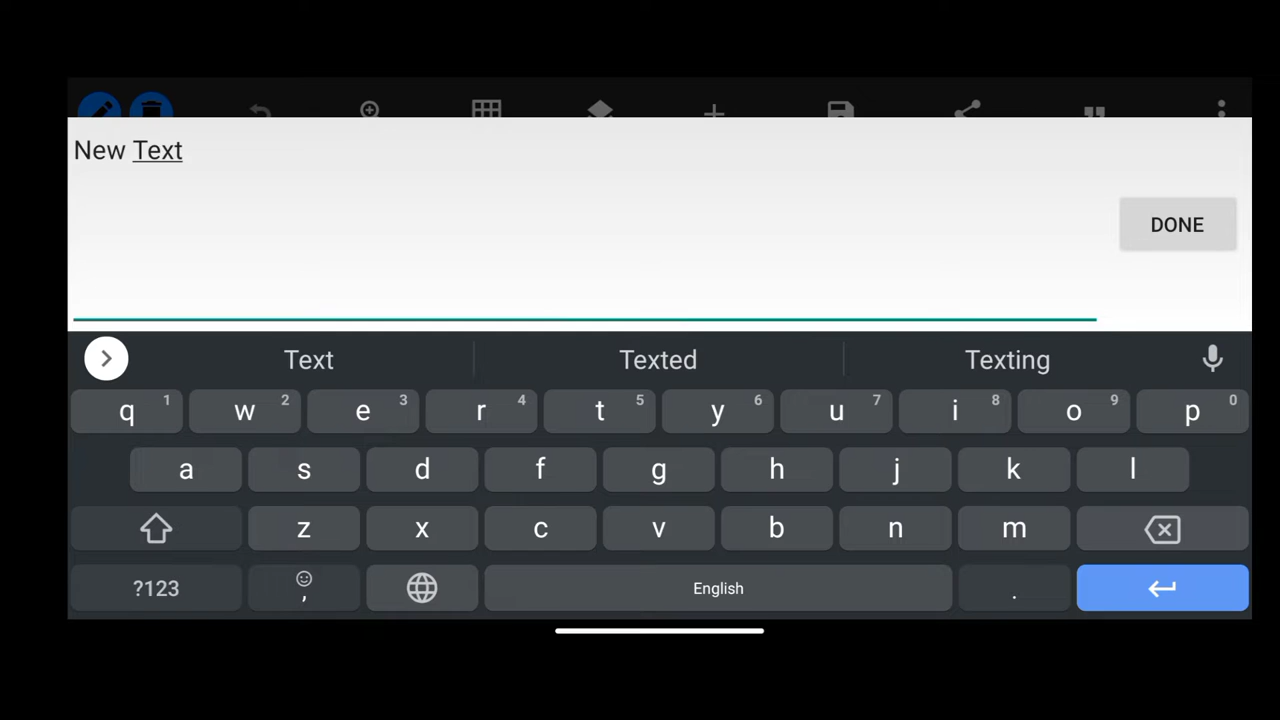 New Text
DONE
Text Texted Texting
q 1 w 2 e 3 r 4 t 5 y 6 u 7 i 8 o 9 p 0
a s d f g h j k l
z x c v b n m
?123 , English .